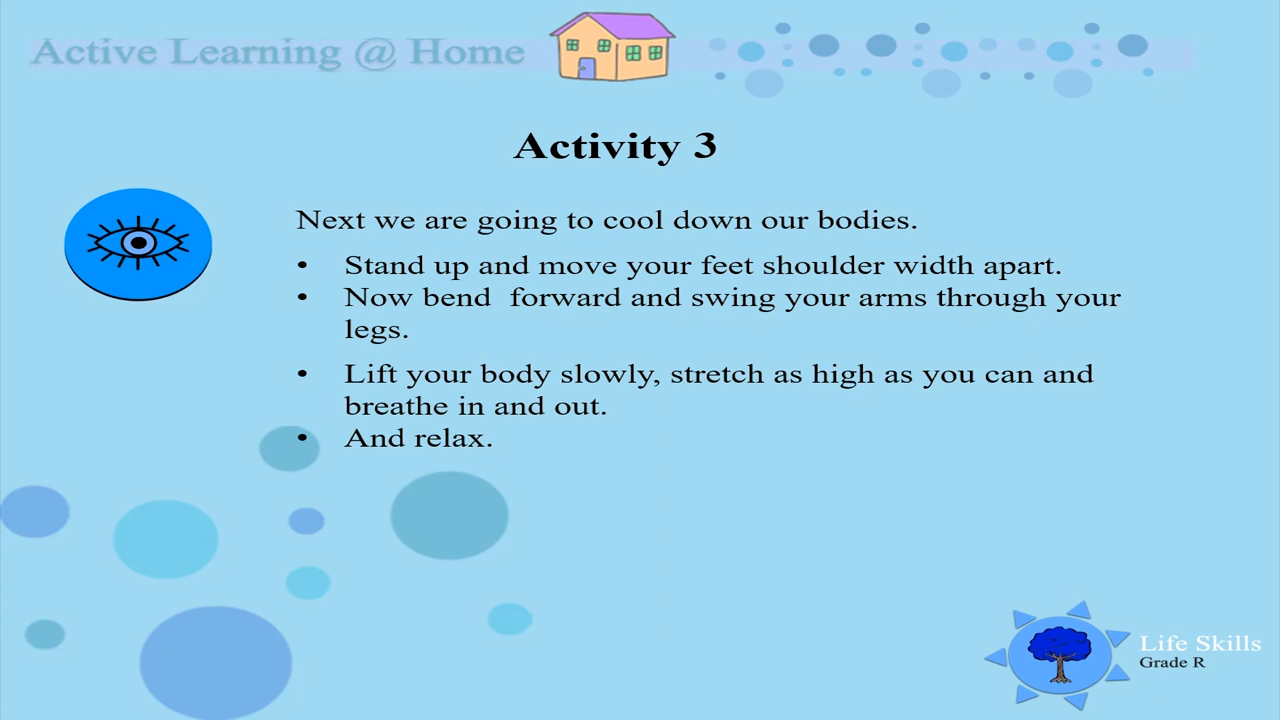 Active Learning @ Home
Activity 3
Next we are going to cool down our bodies.
• Stand up and move your feet shoulder width apart.
• Now bend  forward and swing your arms through your
legs.
• Lift your body slowly, stretch as high as you can and
breathe in and out.
• And relax.
Life Skills
Grade R